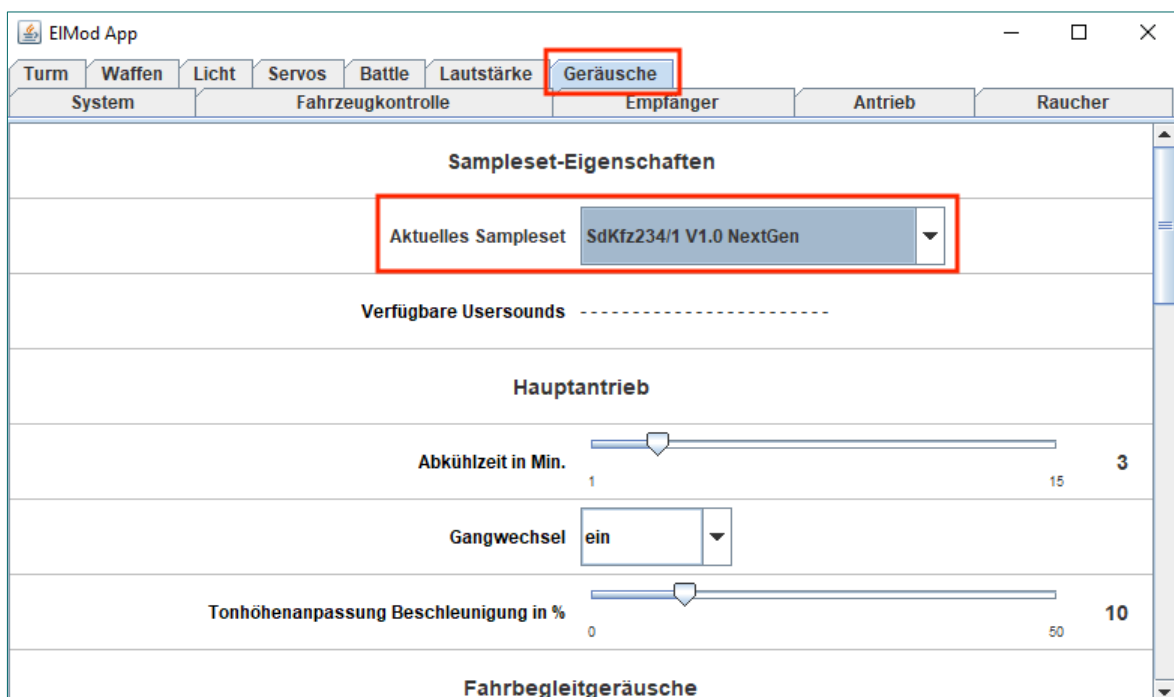 ElMod App
Turm Waffen Licht Servos Battle Lautstärke Geräusche
System Fahrzeugkontrolle Empfänger Antrieb Raucher
Sampleset-Eigenschaften
Aktuelles Sampleset SdKfz234/1 V1.0 NextGen
Verfügbare Usersounds - - - - - - - - - - - - - - - - - - - - - - - -
Hauptantrieb
Abkühlzeit in Min. 3
1 15
Gangwechsel ein
Tonhöhenanpassung Beschleunigung in % 10
0 50
Fahrbegleitgeräusche